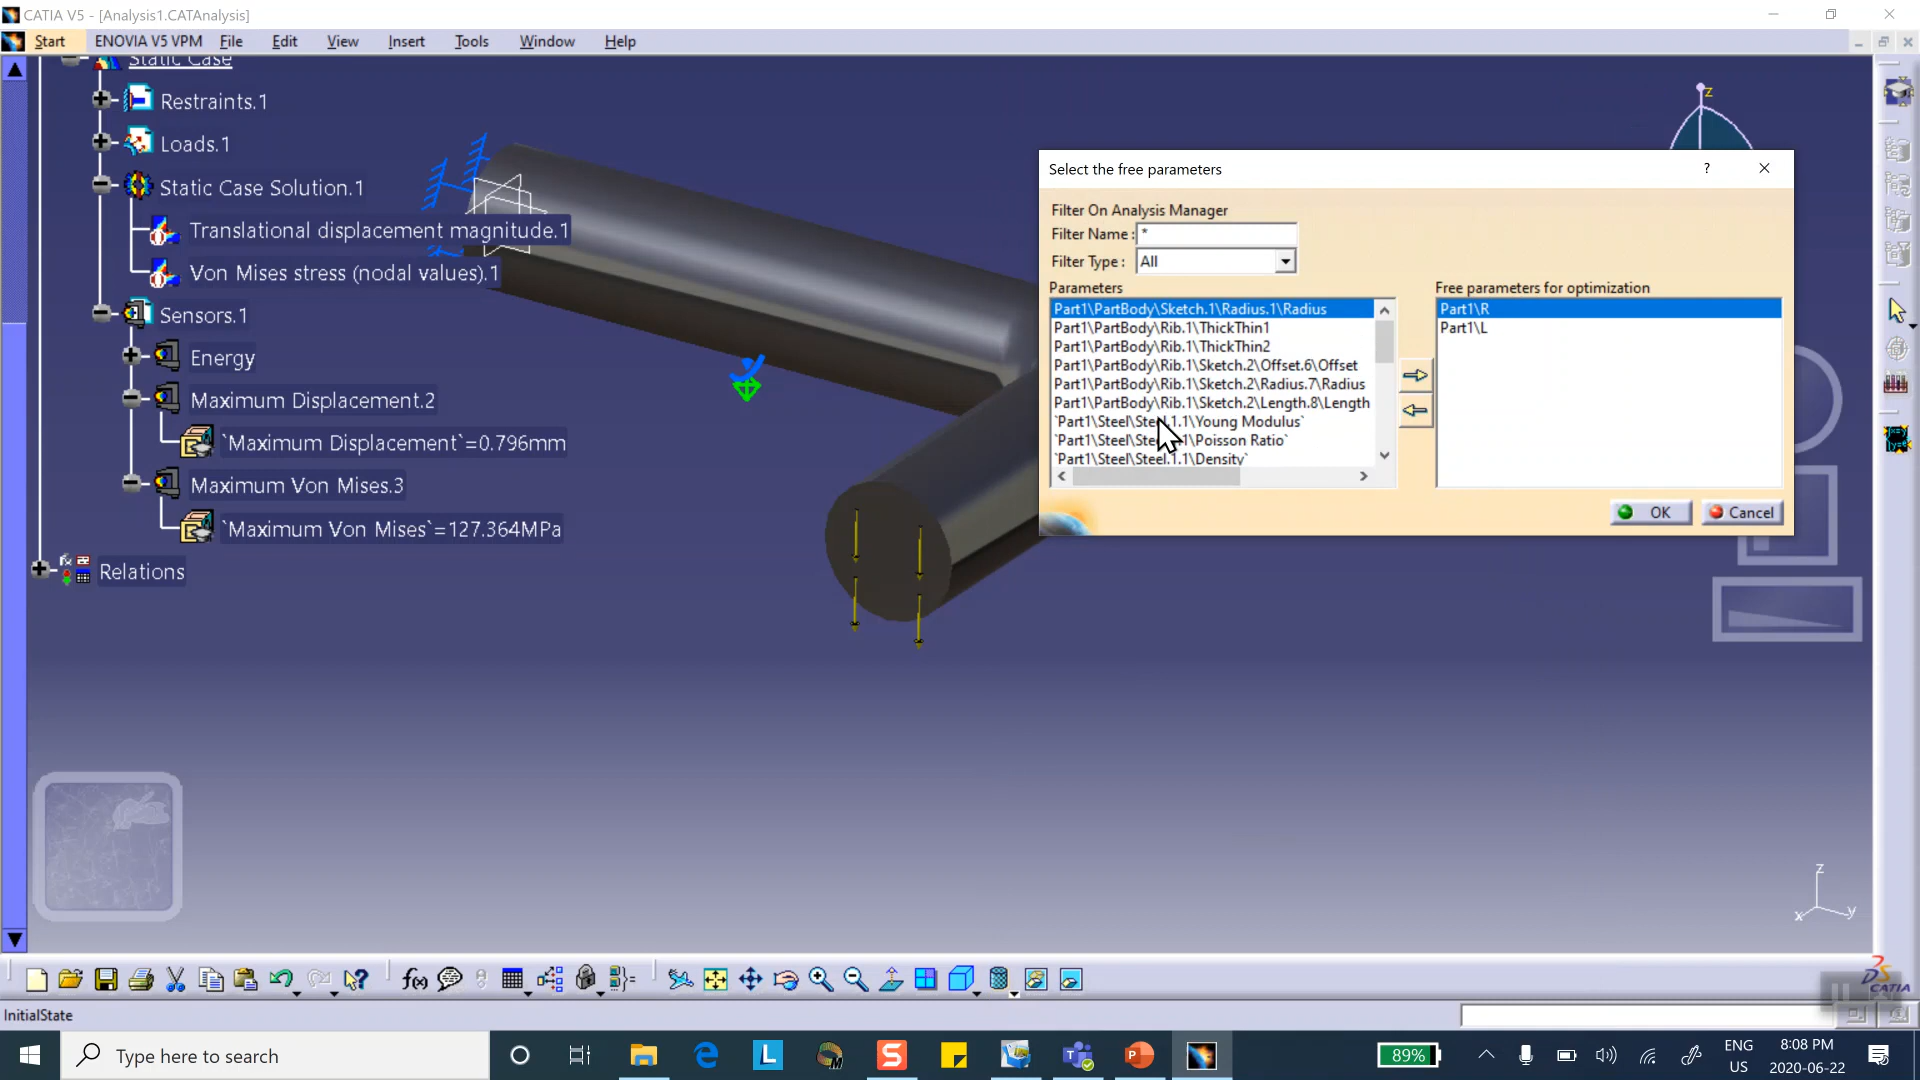 CATIA V5 - [Analysis1.CATAnalysis]
Start ENOVIA V5 VPM File Edit View Insert Tools Window Help
Static Case
Restraints.1
Loads.1
Static Case Solution.1
Translational displacement magnitude.1
Von Mises stress (nodal values).1
Sensors.1
Energy
Maximum Displacement.2
`Maximum Displacement`=0.796mm
Maximum Von Mises.3
`Maximum Von Mises`=127.364MPa
Relations
z
Select the free parameters
?
Filter On Analysis Manager
Filter Name : *
Filter Type : All
Parameters
Part1\PartBody\Sketch.1\Radius.1\Radius
Part1\PartBody\Rib.1\ThickThin1
Part1\PartBody\Rib.1\ThickThin2
Part1\PartBody\Rib.1\Sketch.2\Offset.6\Offset
Part1\PartBody\Rib.1\Sketch.2\Radius.7\Radius
Part1\PartBody\Rib.1\Sketch.2\Length.8\Length
`Part1\Steel\Steel.1.1\Young Modulus`
`Part1\Steel\Steel.1.1\Poisson Ratio`
`Part1\Steel\Steel.1.1\Density`
Free parameters for optimization
Part1\R
Part1\L
OK Cancel
z
x y
f(x)
CATIA
InitialState
Type here to search
L
S
T
P
89%
ENG
US
8:08 PM
2020-06-22